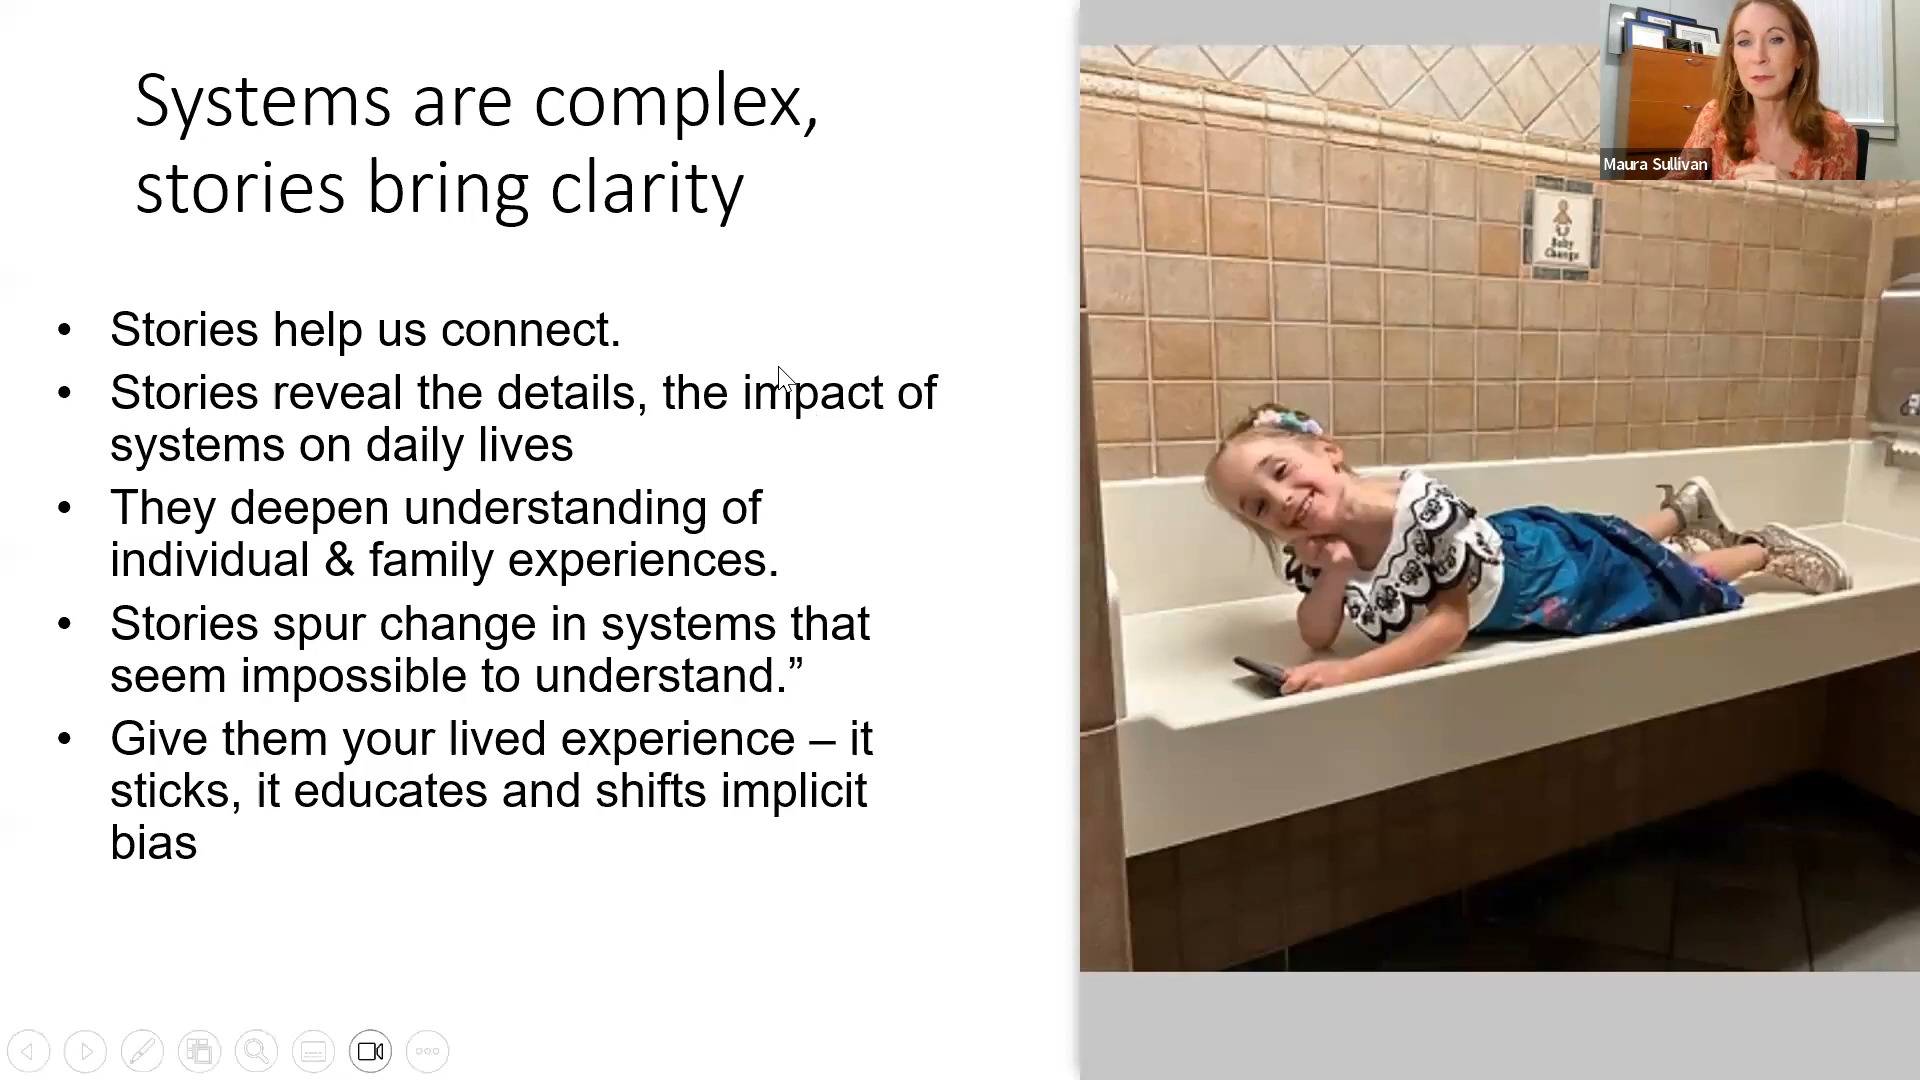 Systems are complex,
stories bring clarity
• Stories help us connect.
• Stories reveal the details, the impact of
systems on daily lives
• They deepen understanding of
individual & family experiences.
• Stories spur change in systems that
seem impossible to understand.”
• Give them your lived experience – it
sticks, it educates and shifts implicit
bias
Maura Sullivan
Baby
Change